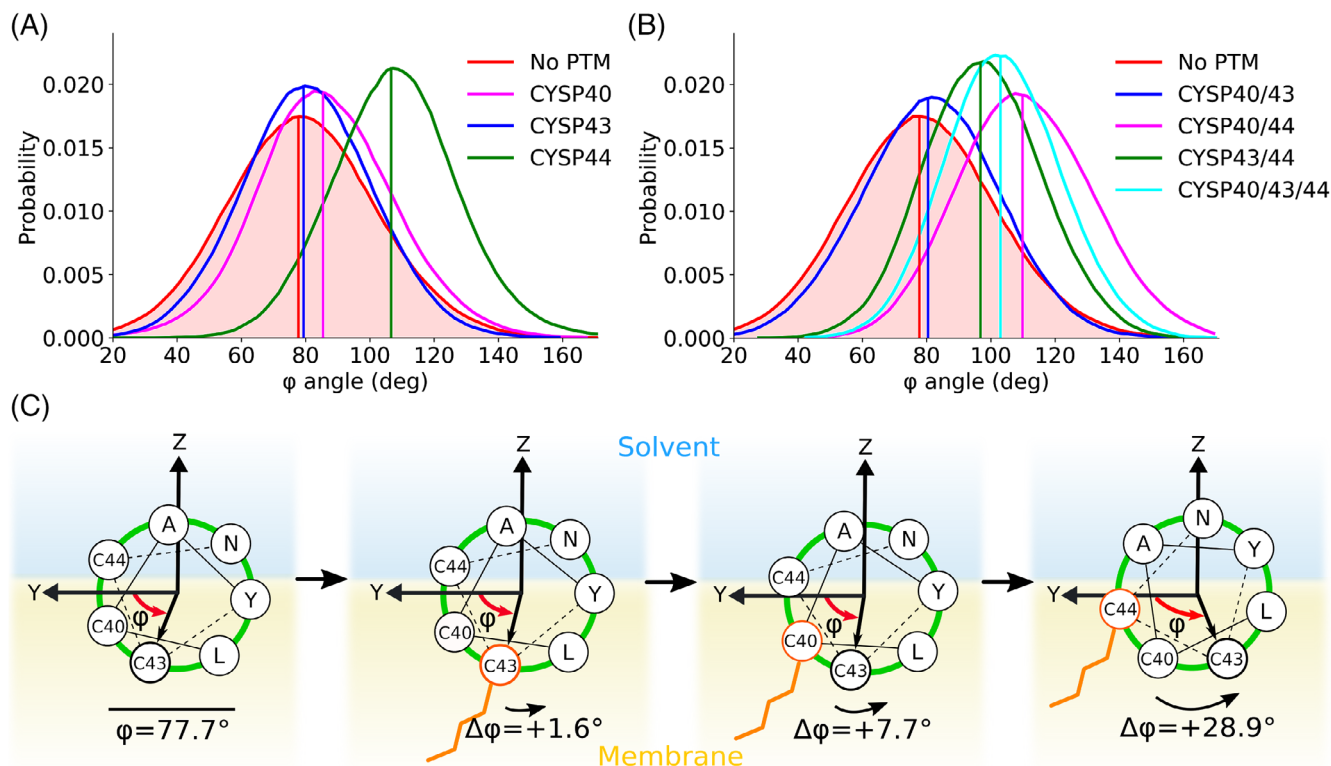 (A)
No PTM
CYSP40
CYSP43
CYSP44
Probability
0.020
0.015
0.010
0.005
0.000
20 40 60 80 100 120 140 160
φ angle (deg)
(B)
No PTM
CYSP40/43
CYSP40/44
CYSP43/44
CYSP40/43/44
Probability
0.020
0.015
0.010
0.005
0.000
20 40 60 80 100 120 140 160
φ angle (deg)
(C)
Solvent
Z
A
N
C44
Y
Y
φ
C40
C43
L
φ=77.7°
Z
A
N
C44
Y
Y
φ
C40
C43
L
Δφ=+1.6°
Z
A
N
C44
Y
Y
φ
C40
C43
L
Δφ=+7.7°
Z
N
A
Y
Y
C44
L
φ
C40
C43
Δφ=+28.9°
Membrane